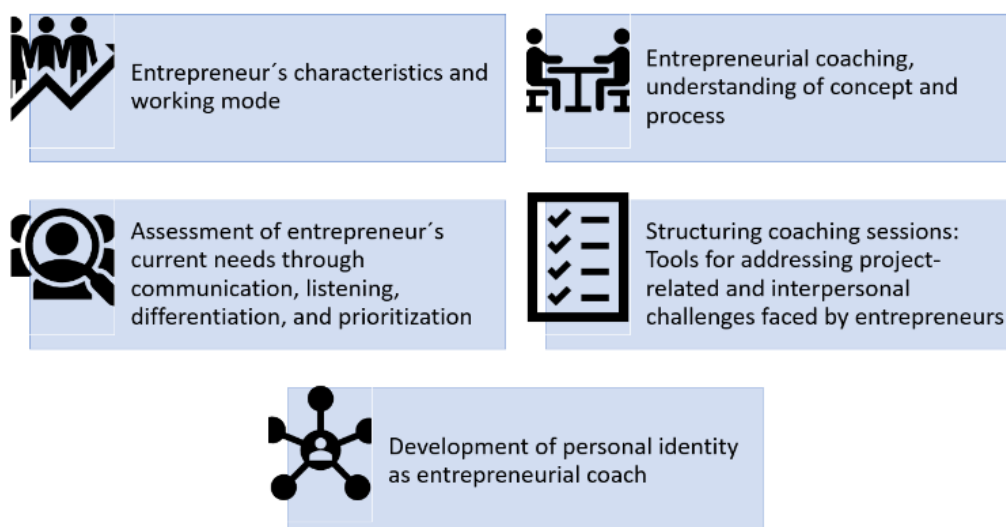 Entrepreneur´s characteristics and
working mode
Entrepreneurial coaching,
understanding of concept and
process
Assessment of entrepreneur´s
current needs through
communication, listening,
differentiation, and prioritization
Structuring coaching sessions:
Tools for addressing project-
related and interpersonal
challenges faced by entrepreneurs
Development of personal identity
as entrepreneurial coach